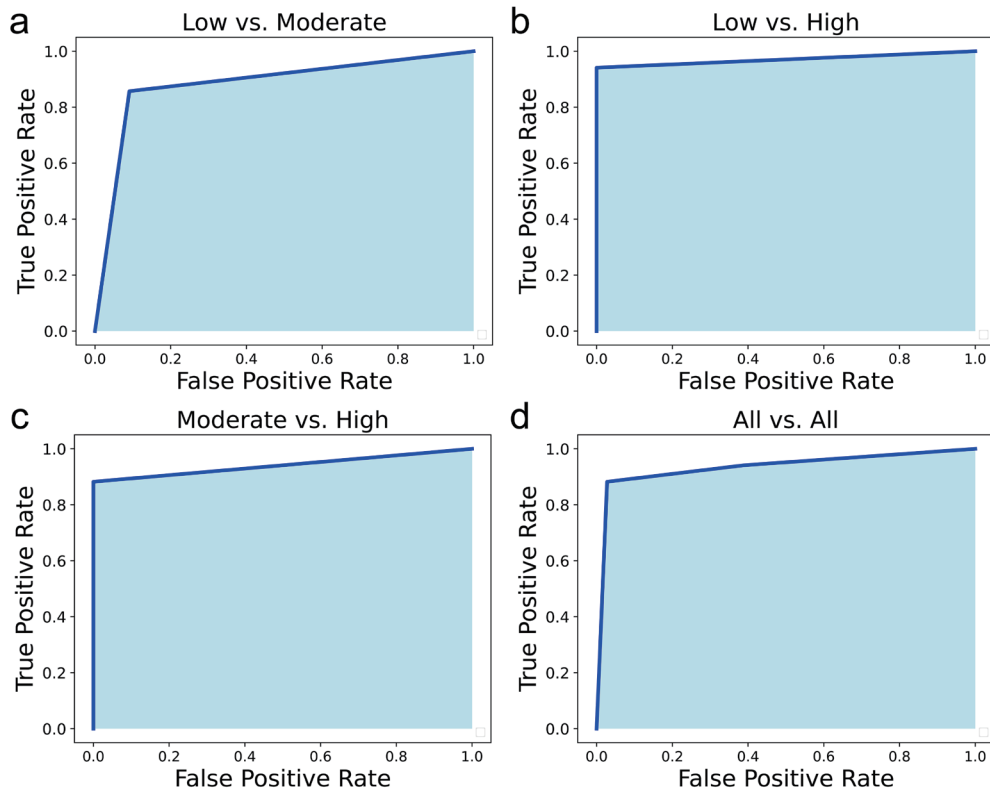 a
Low vs. Moderate
1.0
0.8
0.6
0.4
0.2
0.0
True Positive Rate
0.0 0.2 0.4 0.6 0.8 1.0
False Positive Rate
b
Low vs. High
1.0
0.8
0.6
0.4
0.2
0.0
True Positive Rate
0.0 0.2 0.4 0.6 0.8 1.0
False Positive Rate
c
Moderate vs. High
1.0
0.8
0.6
0.4
0.2
0.0
True Positive Rate
0.0 0.2 0.4 0.6 0.8 1.0
False Positive Rate
d
All vs. All
1.0
0.8
0.6
0.4
0.2
0.0
True Positive Rate
0.0 0.2 0.4 0.6 0.8 1.0
False Positive Rate